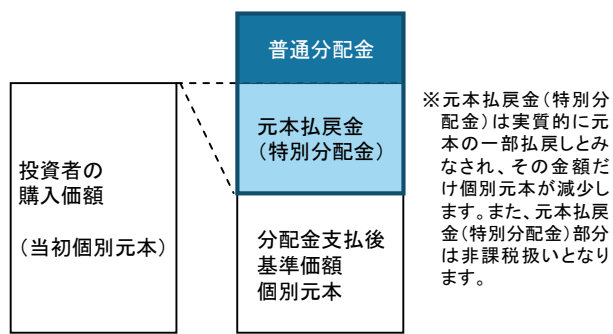 普通分配金
元本払戻金
（特別分配金）
投資者の
購入価額
（当初個別元本）
分配金支払後
基準価額
個別元本
※元本払戻金（特別分
配金）は実質的に元
本の一部払戻しとみ
なされ、その金額だ
け個別元本が減少し
ます。また、元本払戻
金（特別分配金）部分
は非課税扱いとなり
ます。